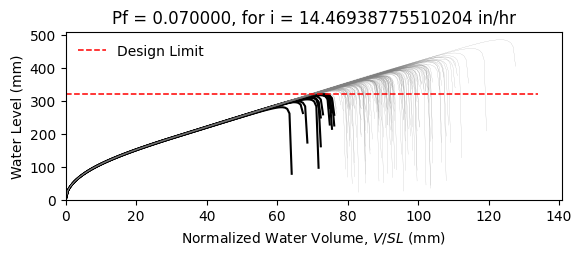 Pf = 0.070000, for i = 14.46938775510204 in/hr
500
400
300
200
100
0
Water Level (mm)
Design Limit
0 20 40 60 80 100 120 140
Normalized Water Volume, V/SL (mm)